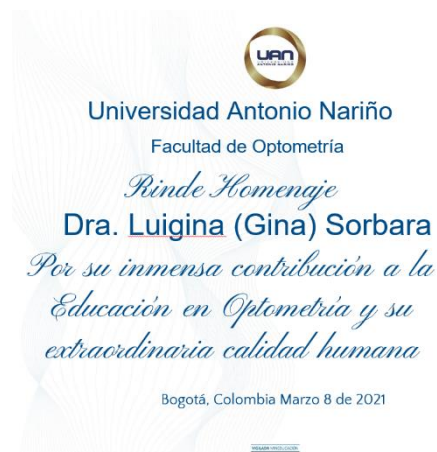 UAN
Universidad Antonio Nariño
Facultad de Optometría
Rinde Homenaje
Dra. Luigina (Gina) Sorbara
Por su inmensa contribución a la
Educación en Optometría y su
extraordinaria calidad humana
Bogotá, Colombia Marzo 8 de 2021